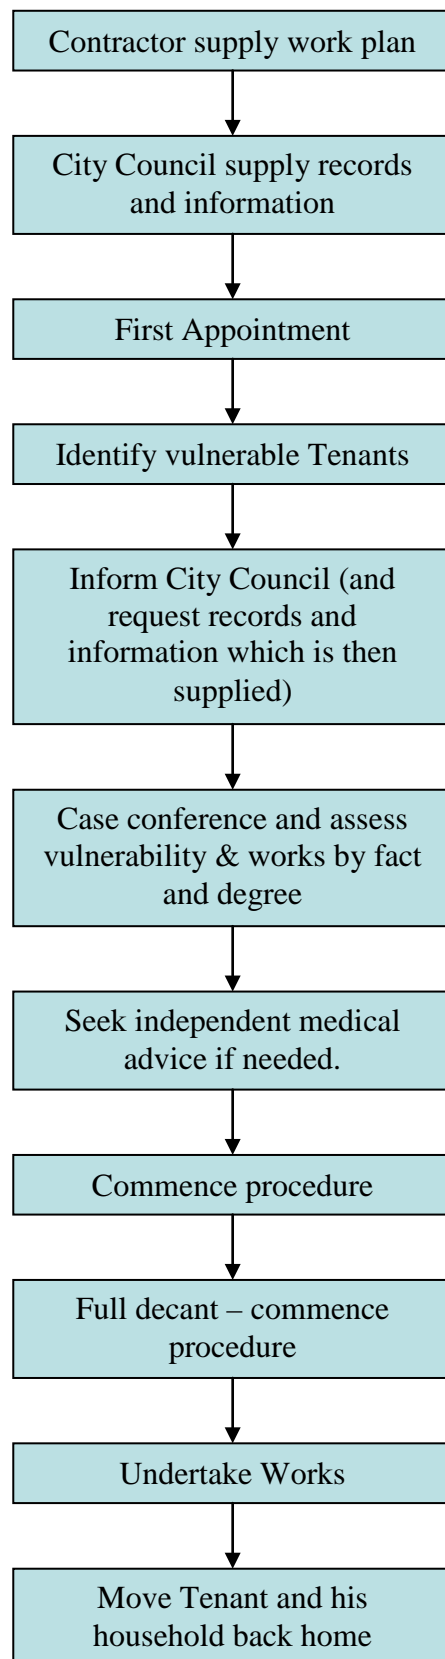 Contractor supply work plan
City Council supply records
and information
First Appointment
Identify vulnerable Tenants
Inform City Council (and
request records and
information which is then
supplied)
Case conference and assess
vulnerability & works by fact
and degree
Seek independent medical
advice if needed.
Commence procedure
Full decant – commence
procedure
Undertake Works
Move Tenant and his
household back home